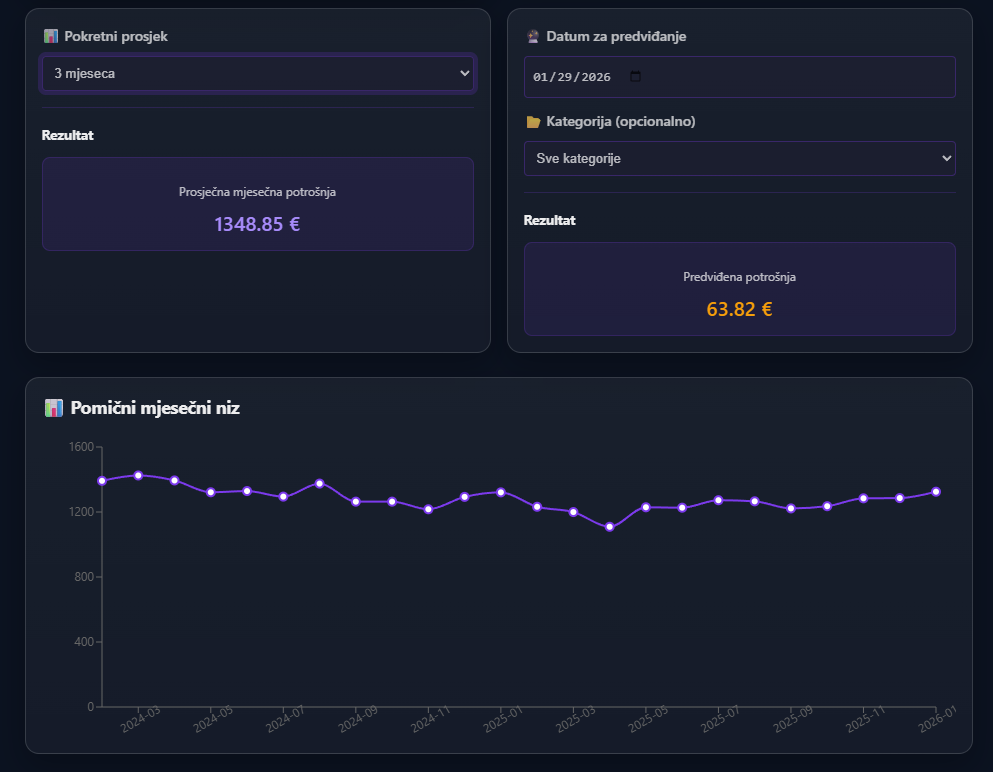 Pokretni prosjek
3 mjeseca
Rezultat
Prosječna mjesečna potrošnja
1348.85 €
Datum za predviđanje
01/29/2026
Kategorija (opcionalno)
Sve kategorije
Rezultat
Predviđena potrošnja
63.82 €
Pomični mjesečni niz
1600
1200
800
400
0
2024-03
2024-05
2024-07
2024-09
2024-11
2025-01
2025-03
2025-05
2025-07
2025-09
2025-11
2026-01